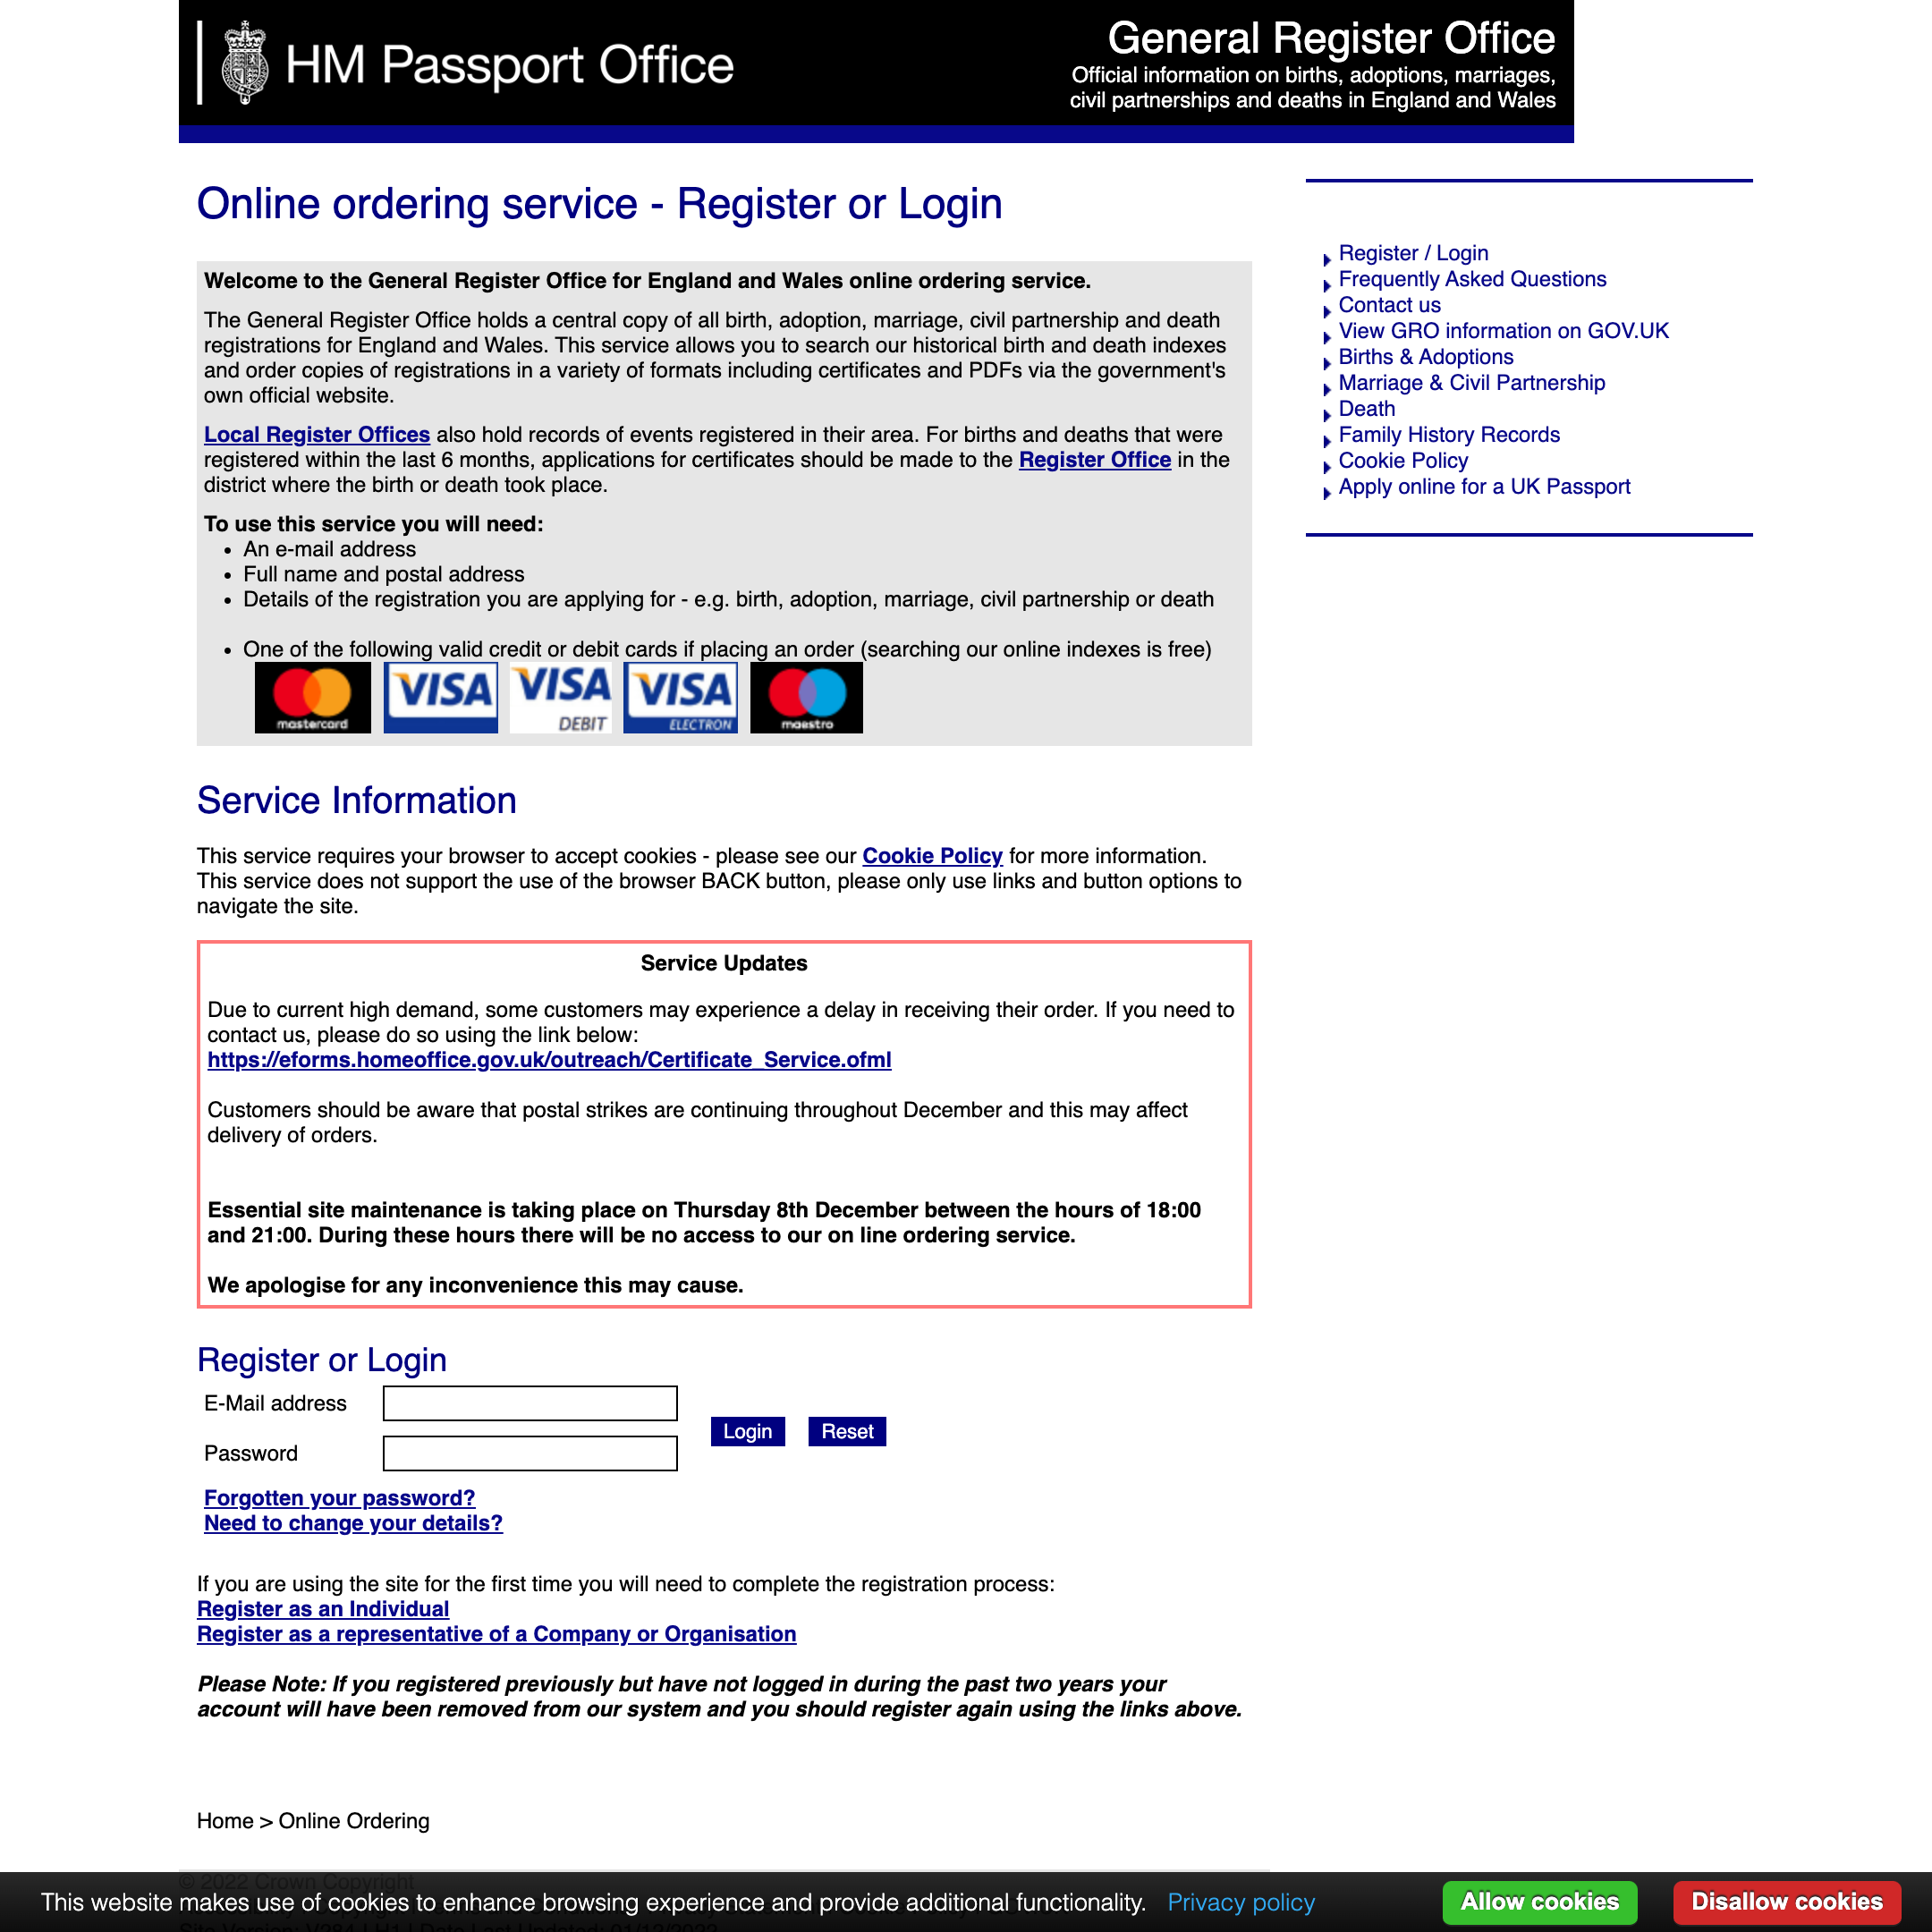 HM Passport Office
General Register Office
Official information on births, adoptions, marriages,
civil partnerships and deaths in England and Wales
Online ordering service - Register or Login
Welcome to the General Register Office for England and Wales online ordering service.
The General Register Office holds a central copy of all birth, adoption, marriage, civil partnership and death
registrations for England and Wales. This service allows you to search our historical birth and death indexes
and order copies of registrations in a variety of formats including certificates and PDFs via the government's
own official website.
Local Register Offices also hold records of events registered in their area. For births and deaths that were
registered within the last 6 months, applications for certificates should be made to the Register Office in the
district where the birth or death took place.
To use this service you will need:
• An e-mail address
• Full name and postal address
• Details of the registration you are applying for - e.g. birth, adoption, marriage, civil partnership or death
• One of the following valid credit or debit cards if placing an order (searching our online indexes is free)
mastercard VISA VISA DEBIT VISA ELECTRON maestro
Register / Login
Frequently Asked Questions
Contact us
View GRO information on GOV.UK
Births & Adoptions
Marriage & Civil Partnership
Death
Family History Records
Cookie Policy
Apply online for a UK Passport
Service Information
This service requires your browser to accept cookies - please see our Cookie Policy for more information.
This service does not support the use of the browser BACK button, please only use links and button options to
navigate the site.
Service Updates
Due to current high demand, some customers may experience a delay in receiving their order. If you need to
contact us, please do so using the link below:
https://eforms.homeoffice.gov.uk/outreach/Certificate_Service.ofml
Customers should be aware that postal strikes are continuing throughout December and this may affect
delivery of orders.
Essential site maintenance is taking place on Thursday 8th December between the hours of 18:00
and 21:00. During these hours there will be no access to our on line ordering service.
We apologise for any inconvenience this may cause.
Register or Login
E-Mail address
Password
Login Reset
Forgotten your password?
Need to change your details?
If you are using the site for the first time you will need to complete the registration process:
Register as an Individual
Register as a representative of a Company or Organisation
Please Note: If you registered previously but have not logged in during the past two years your
account will have been removed from our system and you should register again using the links above.
Home > Online Ordering
© 2022 Crown Copyright
This website makes use of cookies to enhance browsing experience and provide additional functionality. Privacy policy Allow cookies Disallow cookies